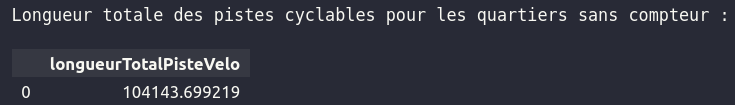 Longueur totale des pistes cyclables pour les quartiers sans compteur :
longueurTotalPisteVelo
0 104143.699219